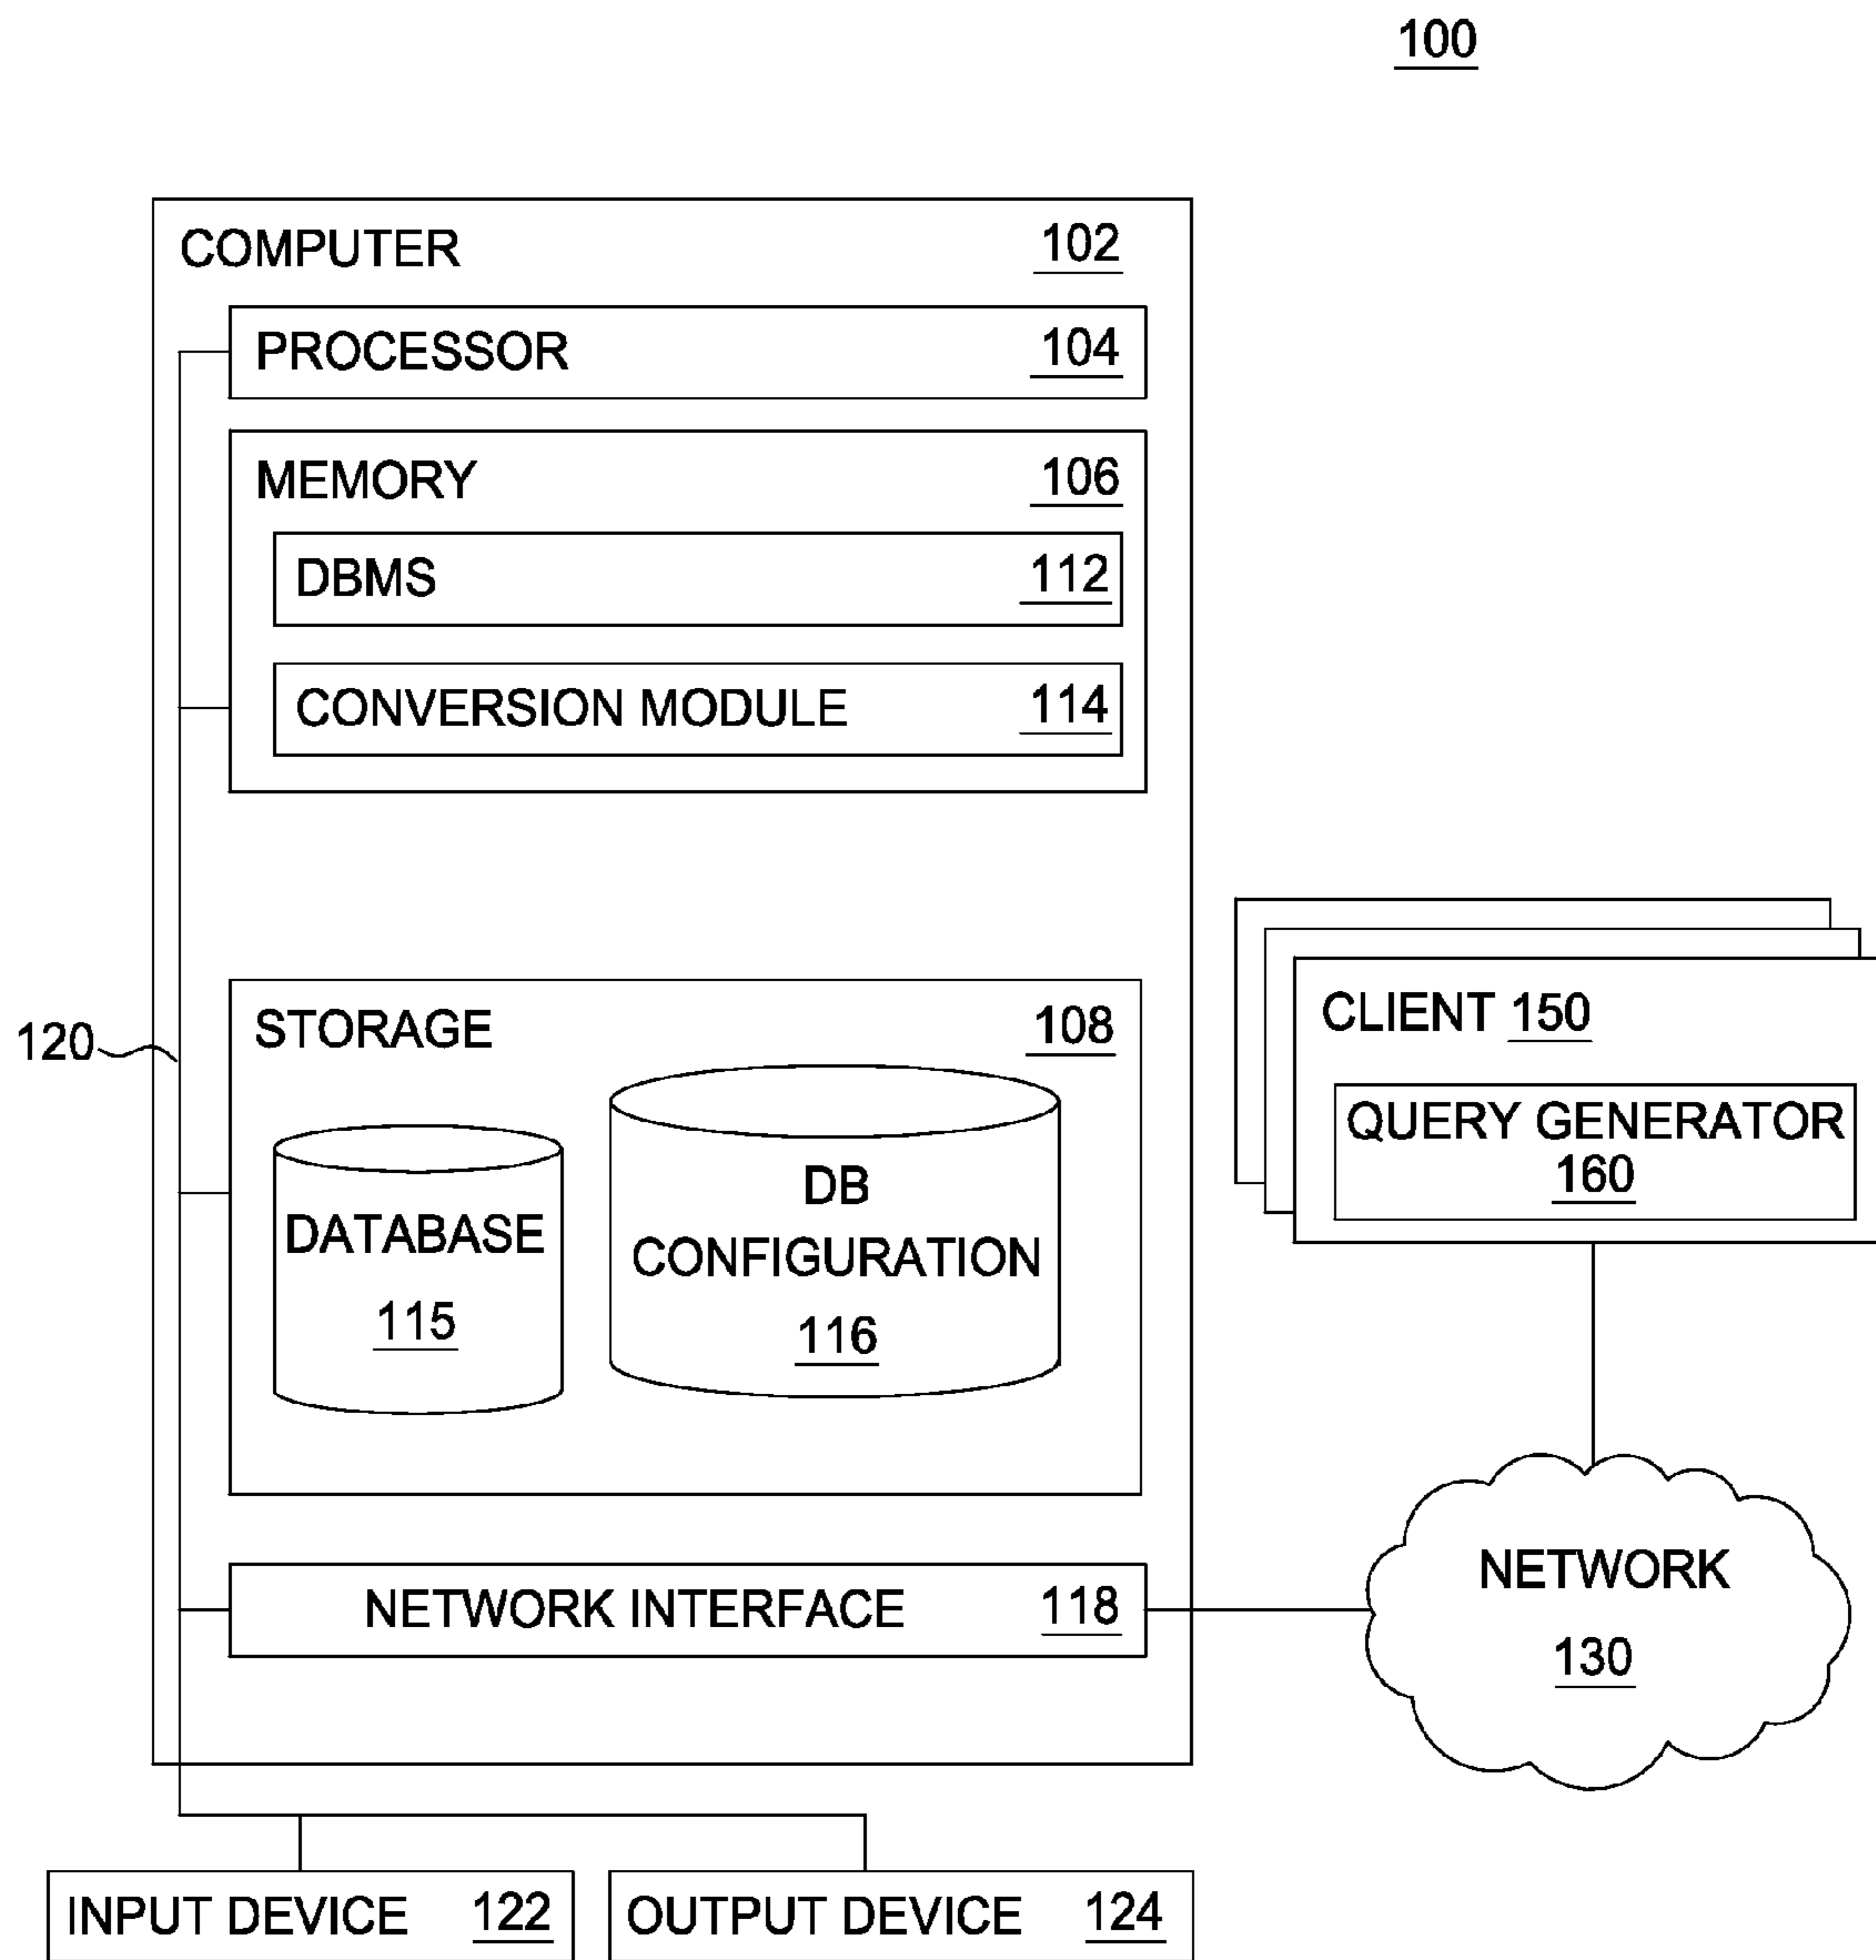 100
COMPUTER 102
PROCESSOR 104
MEMORY 106
DBMS 112
CONVERSION MODULE 114
120
STORAGE 108
DATABASE
115
DB
CONFIGURATION
116
CLIENT 150
QUERY GENERATOR
160
NETWORK INTERFACE 118
NETWORK
130
INPUT DEVICE 122
OUTPUT DEVICE 124